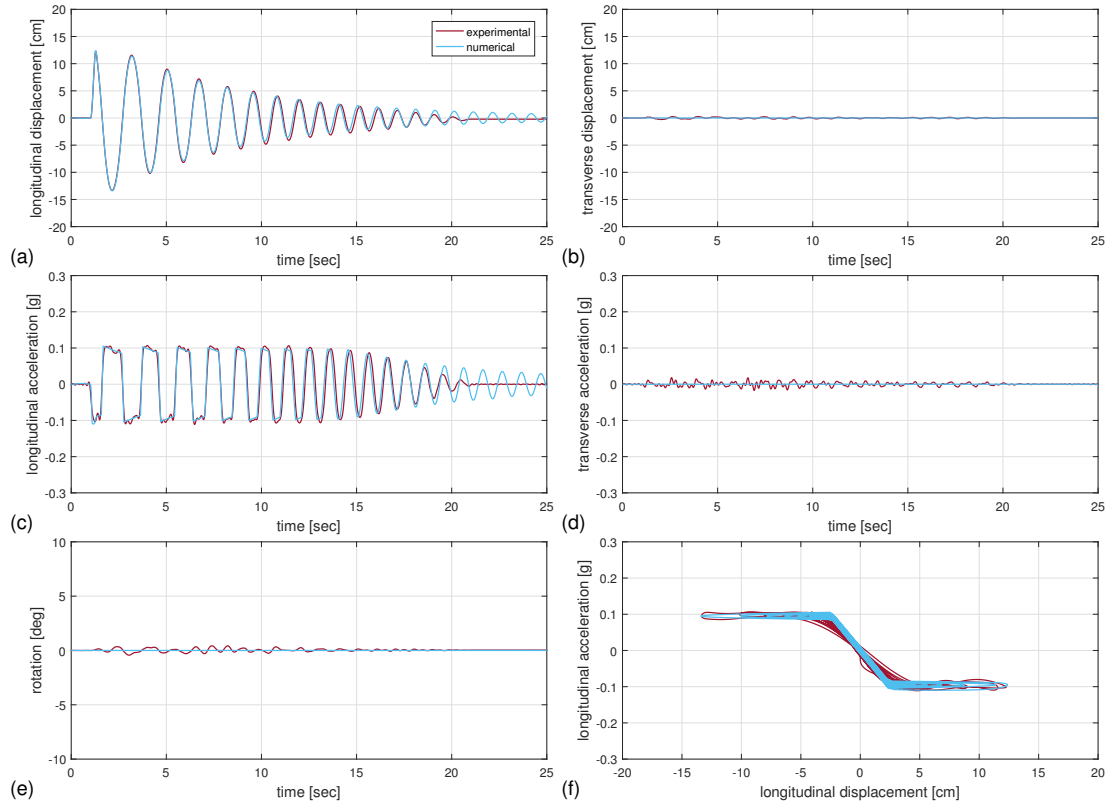 20
15
10
5
0
-5
-10
-15
-20
longitudinal displacement [cm]
experimental
numerical
0 5 10 15 20 25
(a) time [sec]
20
15
10
5
0
-5
-10
-15
-20
transverse displacement [cm]
0 5 10 15 20 25
(b) time [sec]
0.3
0.2
0.1
0
-0.1
-0.2
-0.3
longitudinal acceleration [g]
0 5 10 15 20 25
(c) time [sec]
0.3
0.2
0.1
0
-0.1
-0.2
-0.3
transverse acceleration [g]
0 5 10 15 20 25
(d) time [sec]
10
5
0
-5
-10
rotation [deg]
0 5 10 15 20 25
(e) time [sec]
0.3
0.2
0.1
0
-0.1
-0.2
-0.3
longitudinal acceleration [g]
-20 -15 -10 -5 0 5 10 15 20
(f) longitudinal displacement [cm]